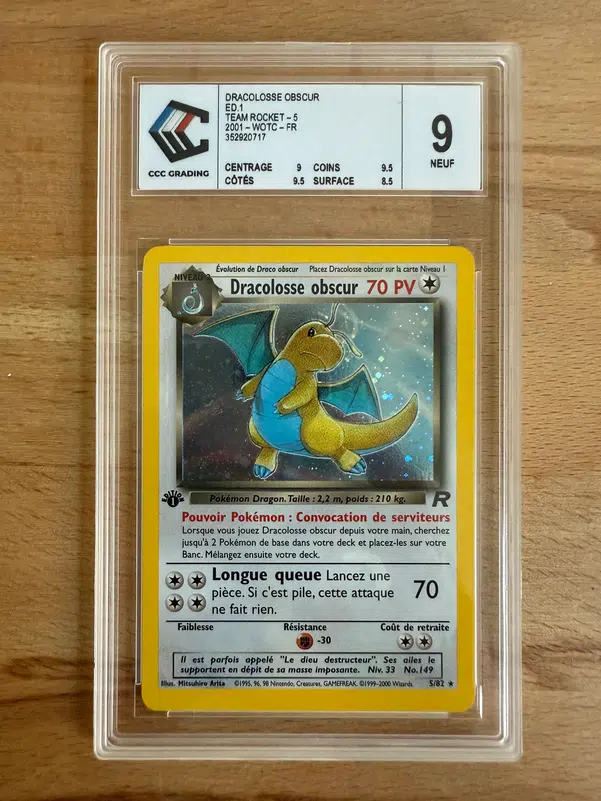 DRACOLOSSE OBSCUR
ED.1
TEAM ROCKET - 5
2001 - WOTC - FR
352920717
CCC GRADING
CENTRAGE 9 COINS 9.5
CÔTÉS 9.5 SURFACE 8.5
9
NEUF
NIVEAU 2
Évolution de Draco obscur Placez Dracolosse obscur sur la carte Niveau 1
Dracolosse obscur 70 PV
EDITION 1
Pokémon Dragon. Taille : 2,2 m, poids : 210 kg.
R
Pouvoir Pokémon : Convocation de serviteurs
Lorsque vous jouez Dracolosse obscur depuis votre main, cherchez
jusqu'à 2 Pokémon de base dans votre deck et placez-les sur votre
Banc. Mélangez ensuite votre deck.
Longue queue Lancez une
pièce. Si c'est pile, cette attaque
ne fait rien.
70
Faiblesse Résistance Coût de retraite
-30
Il est parfois appelé "Le dieu destructeur". Ses ailes le
supportent en dépit de sa masse imposante. Niv. 33 No. 149
Illus. Mitsuhiro Arita ©1995, 96, 98 Nintendo, Creatures, GAMEFREAK. ©1999-2000 Wizards. 5/82 ★